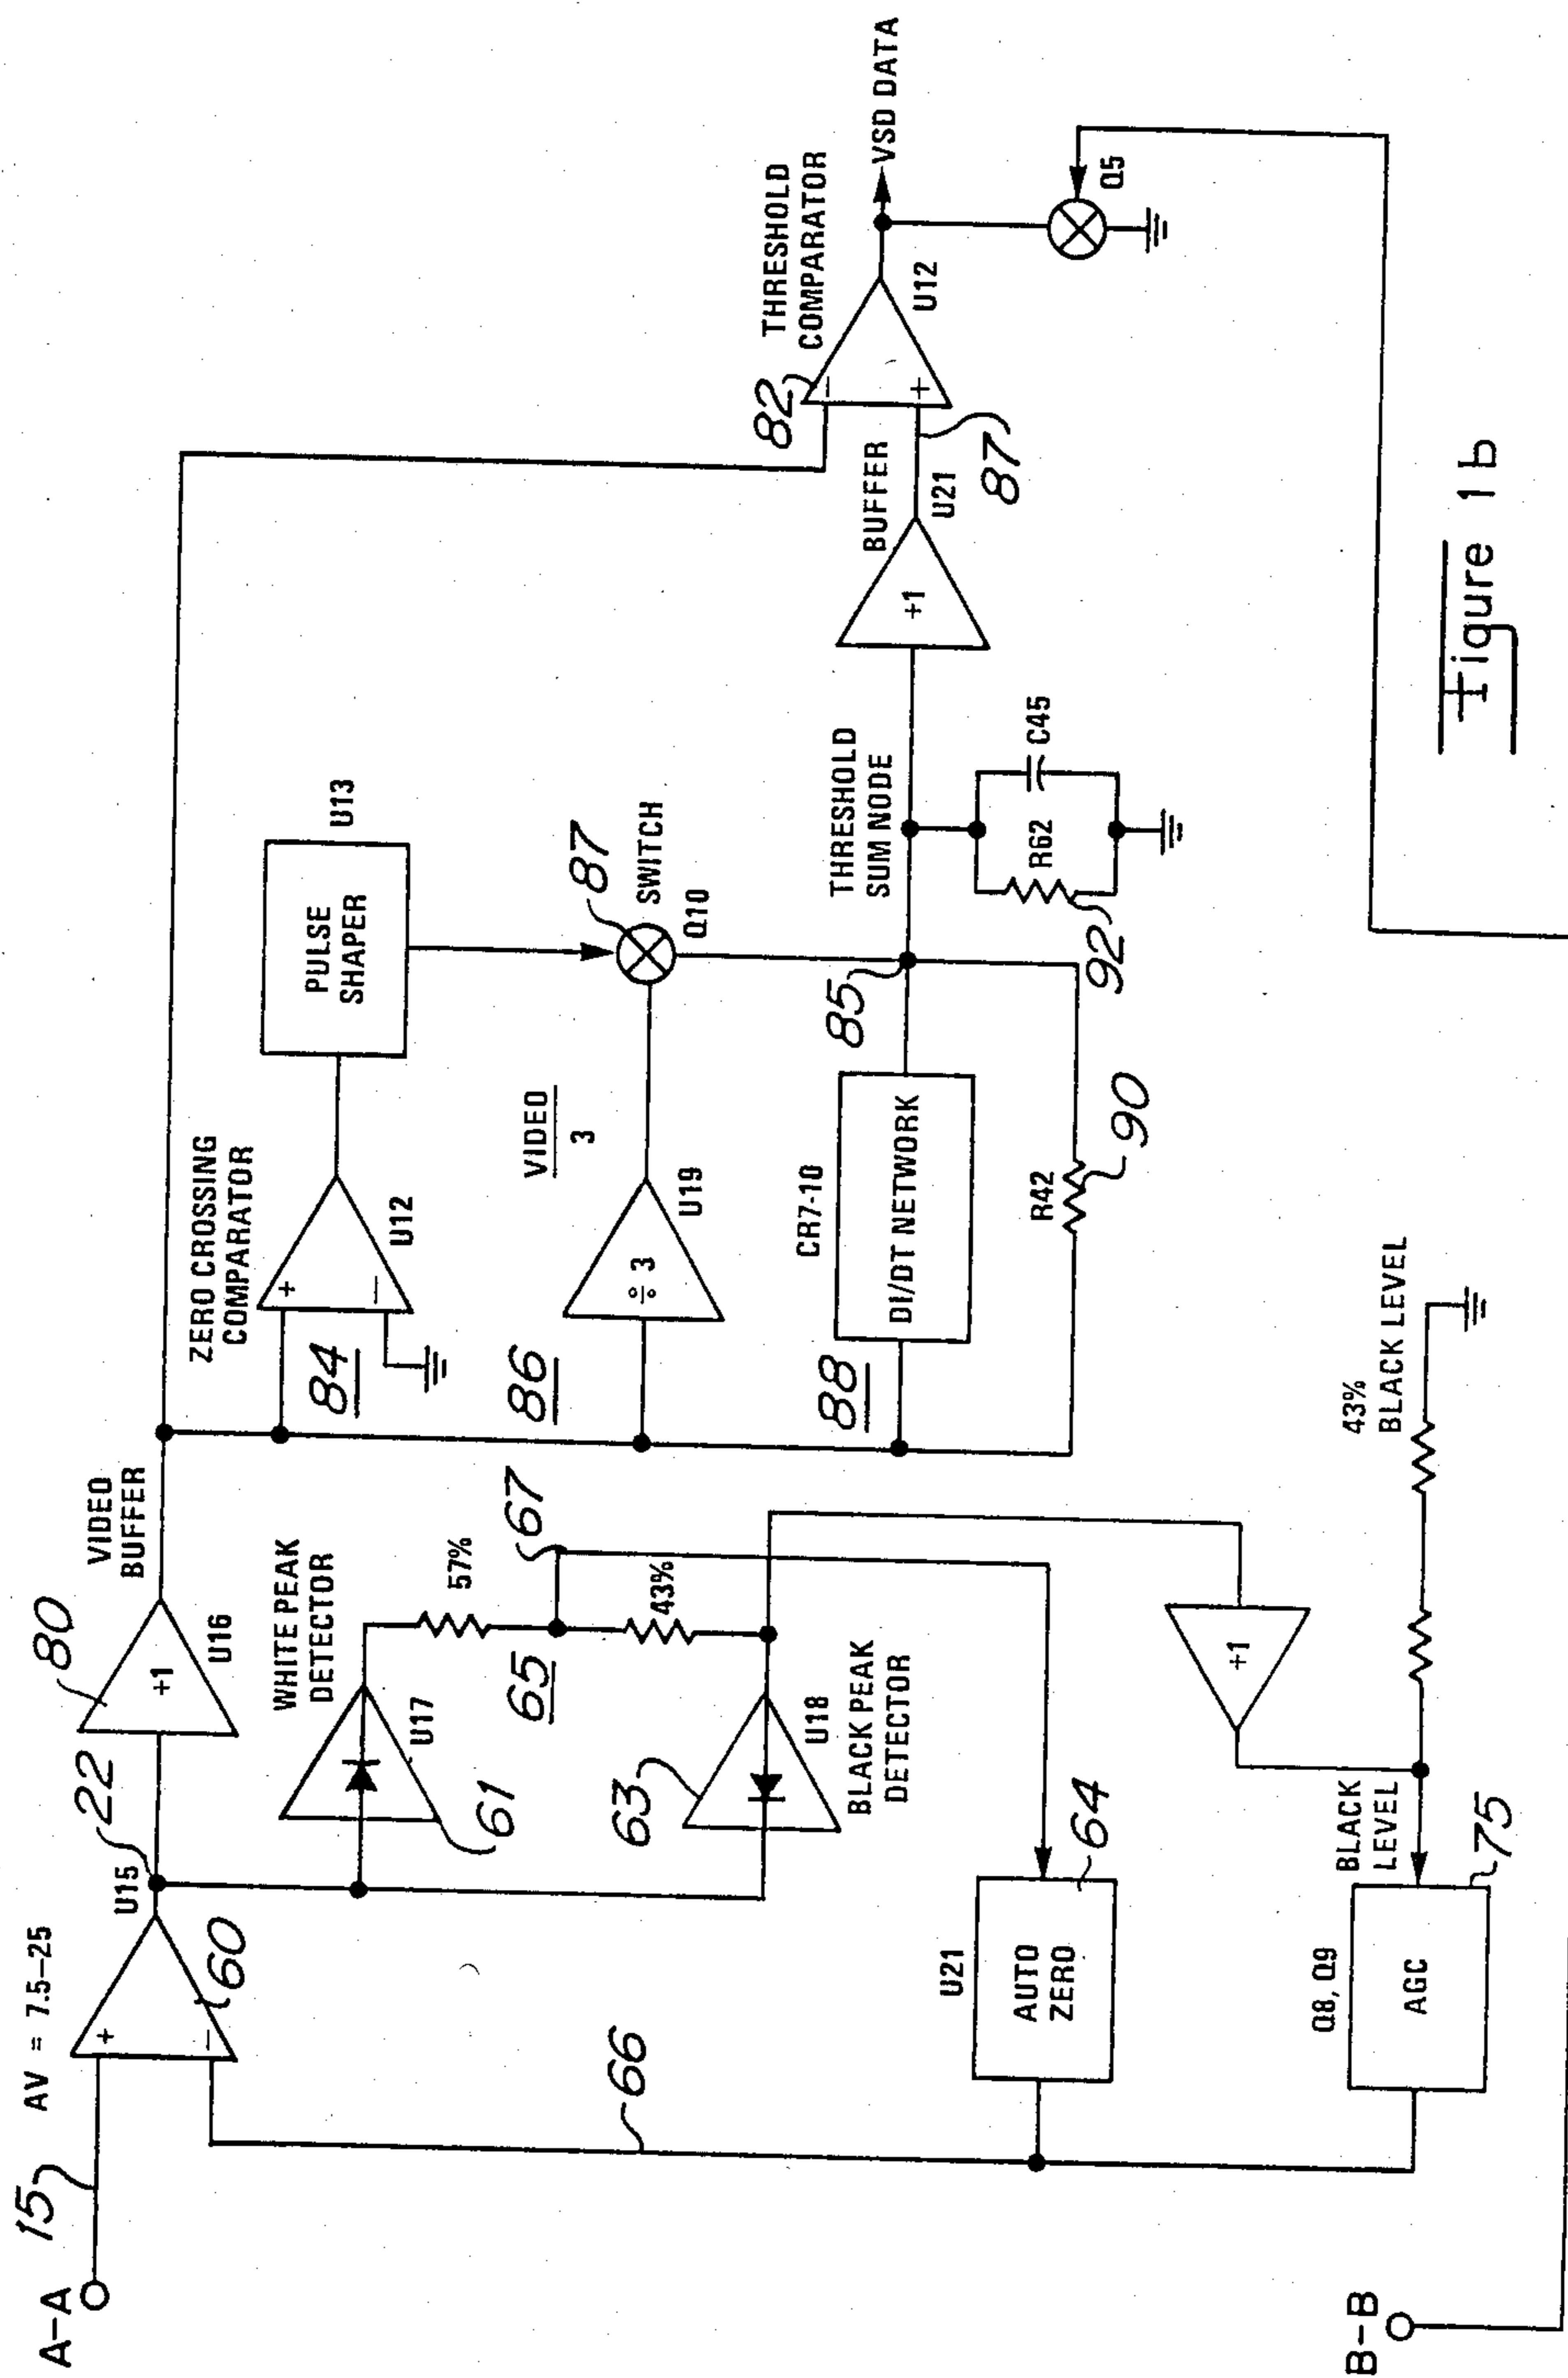 A-A
15
AV = 7.5-25
+
-
60
U15
22
80
+1
U16
VIDEO
BUFFER
66
WHITE PEAK
DETECTOR
U17
61
57%
65
67
43%
63
U18
BLACK PEAK
DETECTOR
U21
AUTO
ZERO
64
Q8, Q9
AGC
75
BLACK
LEVEL
+1
43%
BLACK LEVEL
B-B
ZERO CROSSING
COMPARATOR
+
-
84
U12
PULSE
SHAPER
U13
VIDEO
3
86
÷ 3
U19
87
SWITCH
Q10
CR7-10
88
DI/DT NETWORK
85
R42
90
THRESHOLD
SUM NODE
R62
C45
92
+1
BUFFER
U21
87
82
THRESHOLD
COMPARATOR
-
+
U12
VSD DATA
Q5
Figure 1b